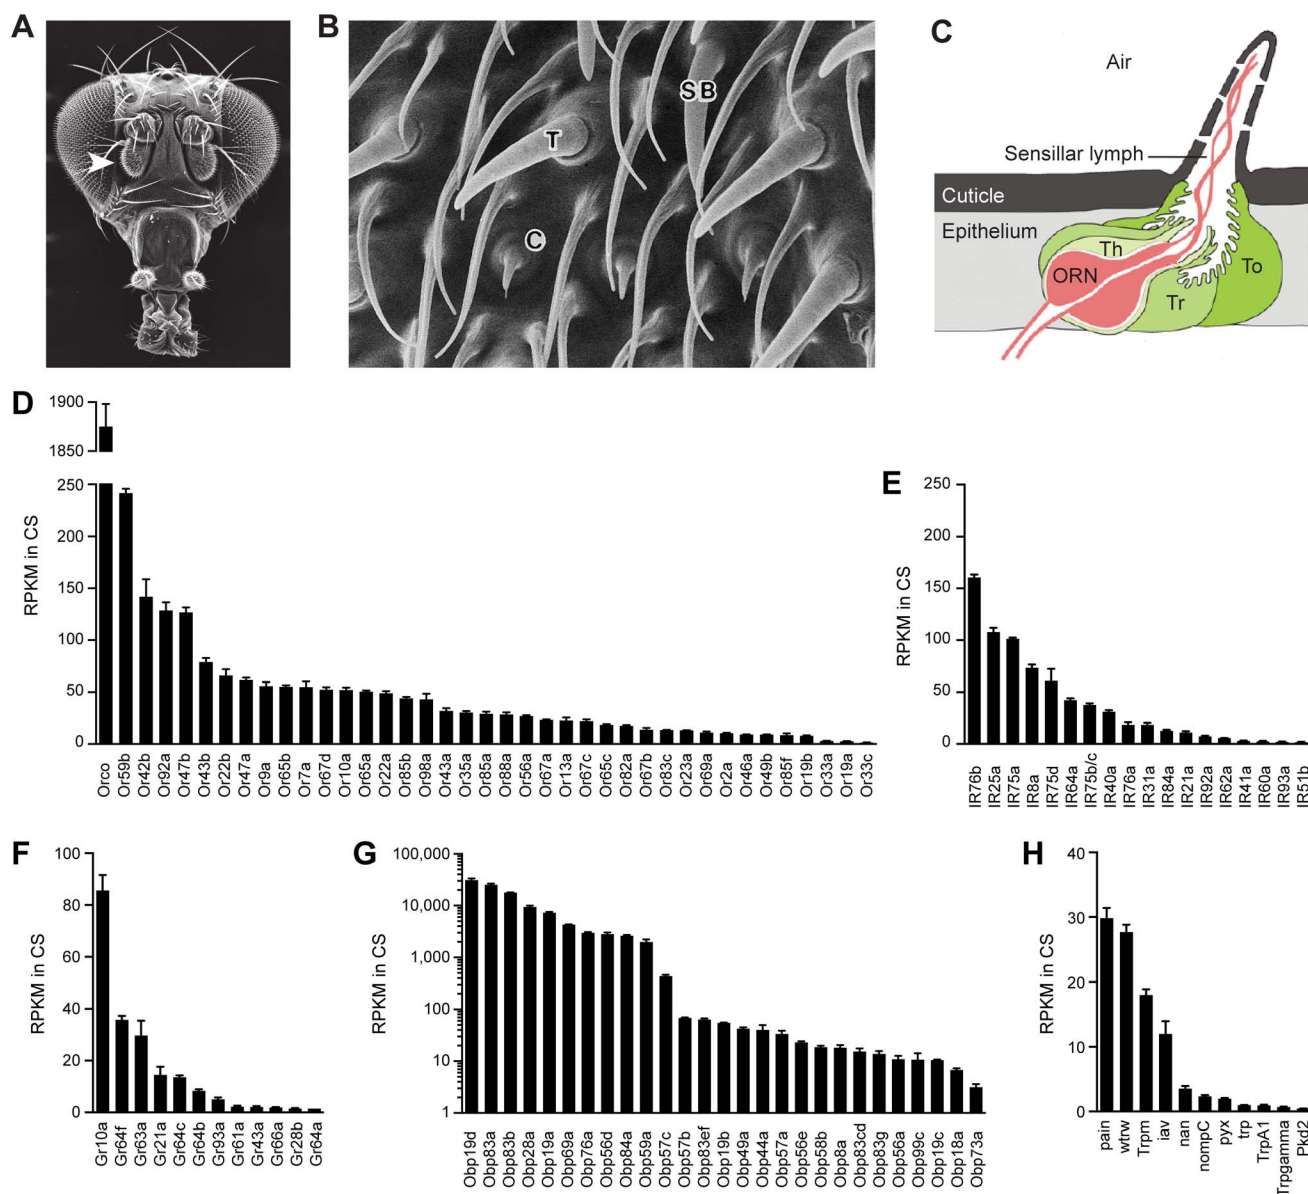 A
B
C
T
S B
C
Air
Sensillar lymph
Cuticle
Epithelium
Th
ORN
Tr
To
D
1900
1850
250
200
150
100
50
0
RPKM in CS
Orco
Or59b
Or42b
Or92a
Or47b
Or43b
Or22b
Or47a
Or9a
Or65b
Or7a
Or67d
Or10a
Or65a
Or22a
Or85b
Or98a
Or43a
Or35a
Or85a
Or88a
Or56a
Or67a
Or13a
Or67c
Or65c
Or82a
Or67b
Or83c
Or23a
Or69a
Or2a
Or46a
Or49b
Or85f
Or19b
Or33a
Or19a
Or33c
E
250
200
150
100
50
0
RPKM in CS
IR76b
IR25a
IR75a
IR8a
IR75d
IR64a
IR75b/c
IR40a
IR76a
IR31a
IR84a
IR21a
IR92a
IR62a
IR41a
IR60a
IR93a
IR51b
F
100
80
60
40
20
0
RPKM in CS
Gr10a
Gr64f
Gr63a
Gr21a
Gr64c
Gr64b
Gr93a
Gr61a
Gr43a
Gr66a
Gr28b
Gr64a
G
100,000
10,000
1,000
100
10
1
RPKM in CS
Obp19d
Obp83a
Obp83b
Obp28a
Obp19a
Obp69a
Obp76a
Obp56d
Obp84a
Obp59a
Obp57c
Obp57b
Obp83ef
Obp19b
Obp49a
Obp44a
Obp57a
Obp56e
Obp58b
Obp8a
Obp83cd
Obp83g
Obp56a
Obp99c
Obp19c
Obp18a
Obp73a
H
40
30
20
10
0
RPKM in CS
pain
wtrw
Trpm
iav
nan
nompC
pyx
trp
TrpA1
Trpgamma
Pkd2